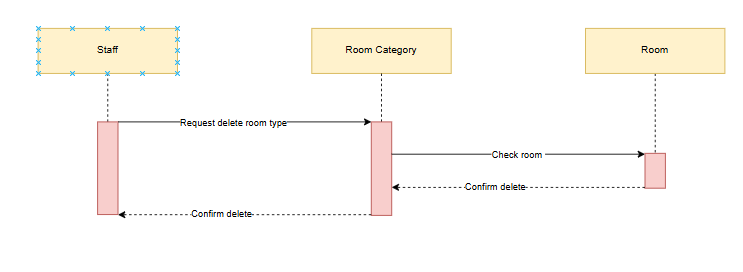 Staff
Room Category
Room
Request delete room type
Check room
Confirm delete
Confirm delete